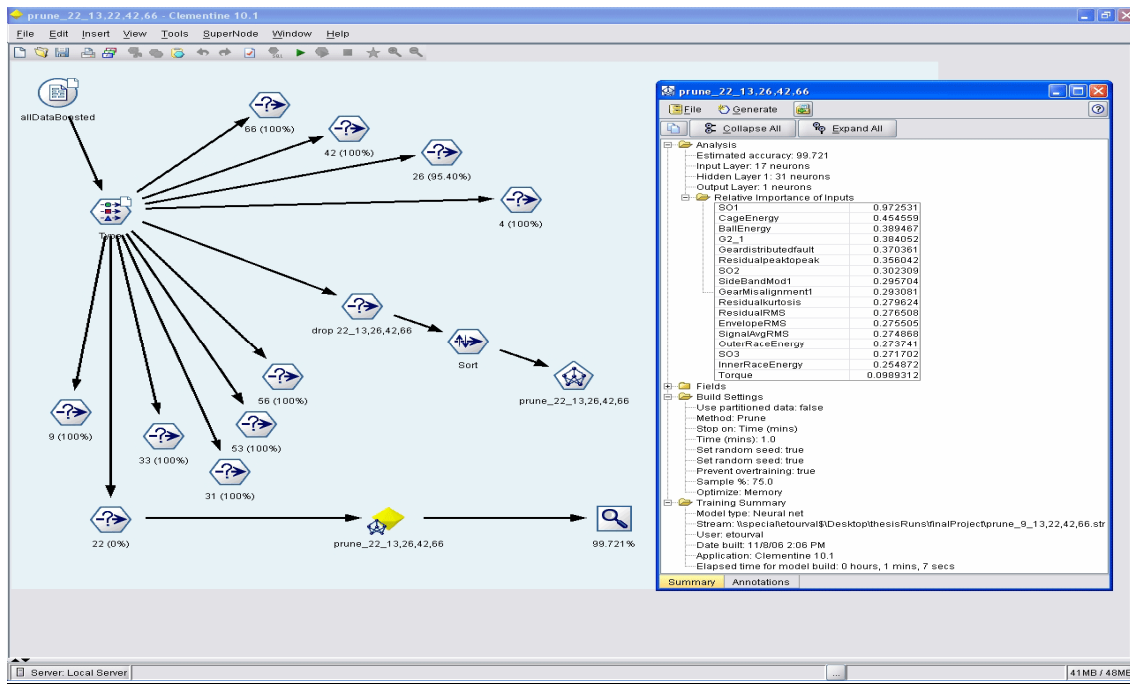 prune_22_13,22,42,66 - Clementine 10.1
File Edit Insert View Tools SuperNode Window Help
allDataBoosted
66 (100%)
42 (100%)
26 (95.40%)
4 (100%)
Type
drop 22_13,26,42,66
Sort
prune_22_13,26,42,66
56 (100%)
9 (100%)
53 (100%)
33 (100%)
31 (100%)
22 (0%)
prune_22_13,26,42,66
99.721%
prune_22_13,26,42,66
File Generate
Collapse All Expand All
Analysis
Estimated accuracy: 99.721
Input Layer: 17 neurons
Hidden Layer 1: 31 neurons
Output Layer: 1 neurons
Relative Importance of Inputs
SO1 0.972531
CageEnergy 0.454559
BallEnergy 0.389467
G2_1 0.384052
Geardistributedfault 0.370361
Residualpeaktopeak 0.356042
SO2 0.302309
SideBandMod1 0.295704
GearMisalignment1 0.293081
Residualkurtosis 0.279624
ResidualRMS 0.276508
EnvelopeRMS 0.275505
SignalAvgRMS 0.274868
OuterRaceEnergy 0.273741
SO3 0.271702
InnerRaceEnergy 0.254872
Torque 0.0989312
Fields
Build Settings
Use partitioned data: false
Method: Prune
Stop on: Time (mins)
Time (mins): 1.0
Set random seed: true
Set random seed: true
Prevent overtraining: true
Sample %: 75.0
Optimize: Memory
Training Summary
Model type: Neural net
Stream: \\special\etourval$\Desktop\thesisRuns\finalProject\prune_9_13,22,42,66.str
User: etourval
Date built: 11/8/06 2:06 PM
Application: Clementine 10.1
Elapsed time for model build: 0 hours, 1 mins, 7 secs
Summary Annotations
Server: Local Server
...
41MB / 48MB